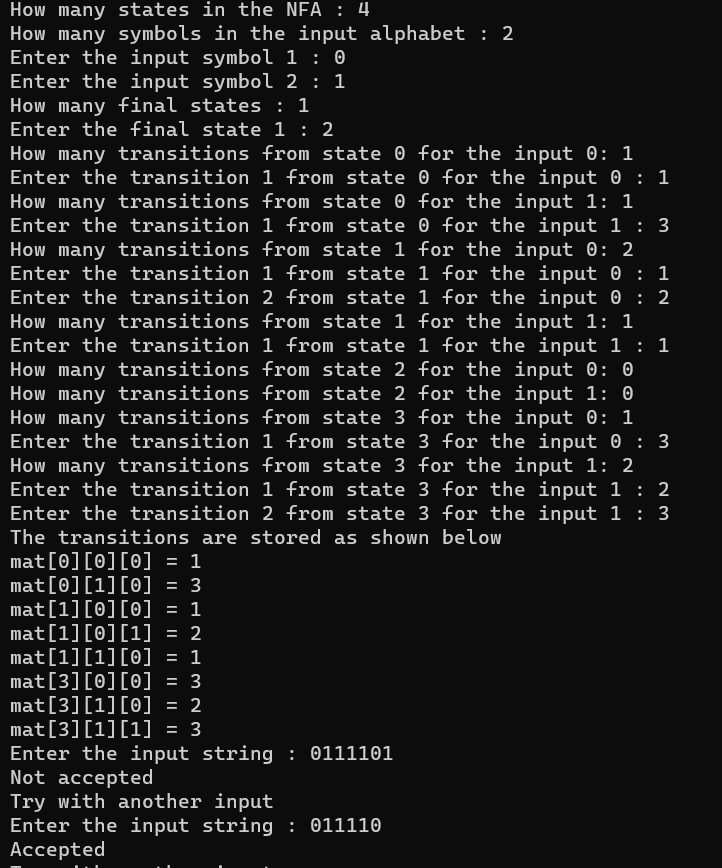 How many states in the NFA : 4
How many symbols in the input alphabet : 2
Enter the input symbol 1 : 0
Enter the input symbol 2 : 1
How many final states : 1
Enter the final state 1 : 2
How many transitions from state 0 for the input 0: 1
Enter the transition 1 from state 0 for the input 0 : 1
How many transitions from state 0 for the input 1: 1
Enter the transition 1 from state 0 for the input 1 : 3
How many transitions from state 1 for the input 0: 2
Enter the transition 1 from state 1 for the input 0 : 1
Enter the transition 2 from state 1 for the input 0 : 2
How many transitions from state 1 for the input 1: 1
Enter the transition 1 from state 1 for the input 1 : 1
How many transitions from state 2 for the input 0: 0
How many transitions from state 2 for the input 1: 0
How many transitions from state 3 for the input 0: 1
Enter the transition 1 from state 3 for the input 0 : 3
How many transitions from state 3 for the input 1: 2
Enter the transition 1 from state 3 for the input 1 : 2
Enter the transition 2 from state 3 for the input 1 : 3
The transitions are stored as shown below
mat[0][0][0] = 1
mat[0][1][0] = 3
mat[1][0][0] = 1
mat[1][0][1] = 2
mat[1][1][0] = 1
mat[3][0][0] = 3
mat[3][1][0] = 2
mat[3][1][1] = 3
Enter the input string : 0111101
Not accepted
Try with another input
Enter the input string : 011110
Accepted